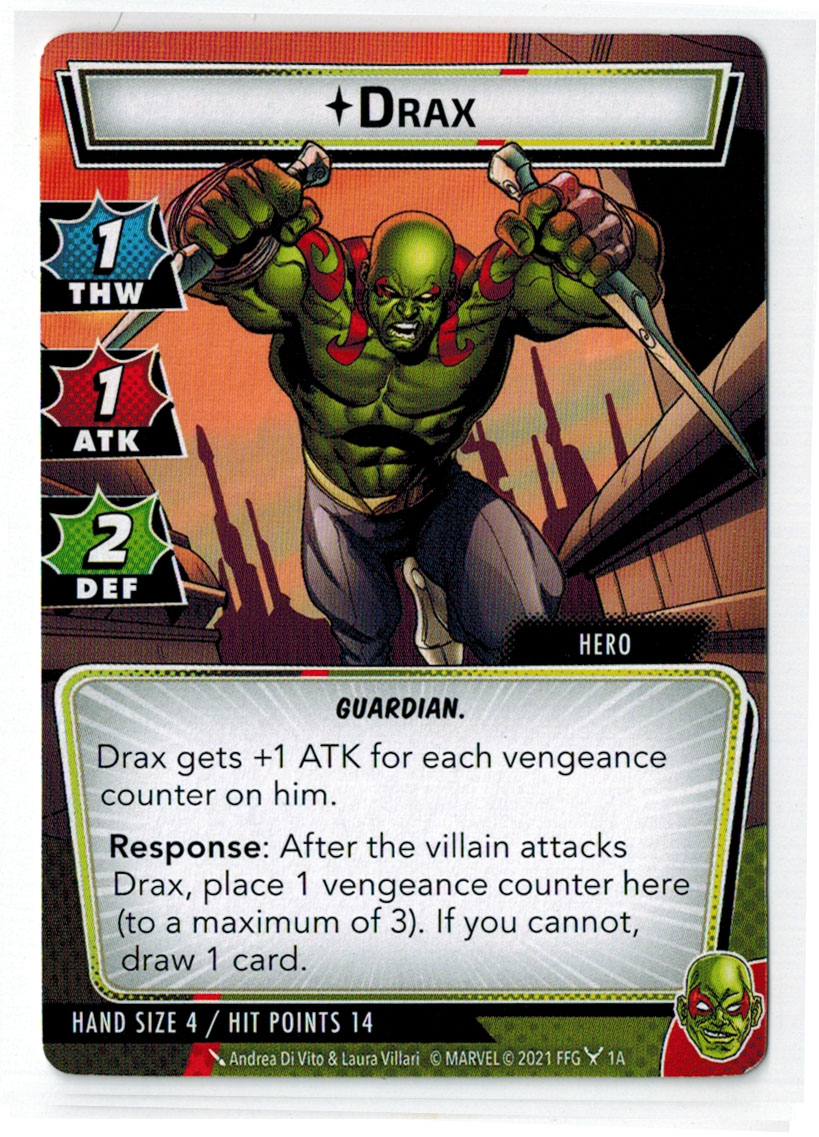 DRAX
1
THW
1
ATK
2
DEF
HERO
GUARDIAN.
Drax gets +1 ATK for each vengeance
counter on him.
Response: After the villain attacks
Drax, place 1 vengeance counter here
(to a maximum of 3). If you cannot,
draw 1 card.
HAND SIZE 4 / HIT POINTS 14
Andrea Di Vito & Laura Villari © MARVEL © 2021 FFG 1A